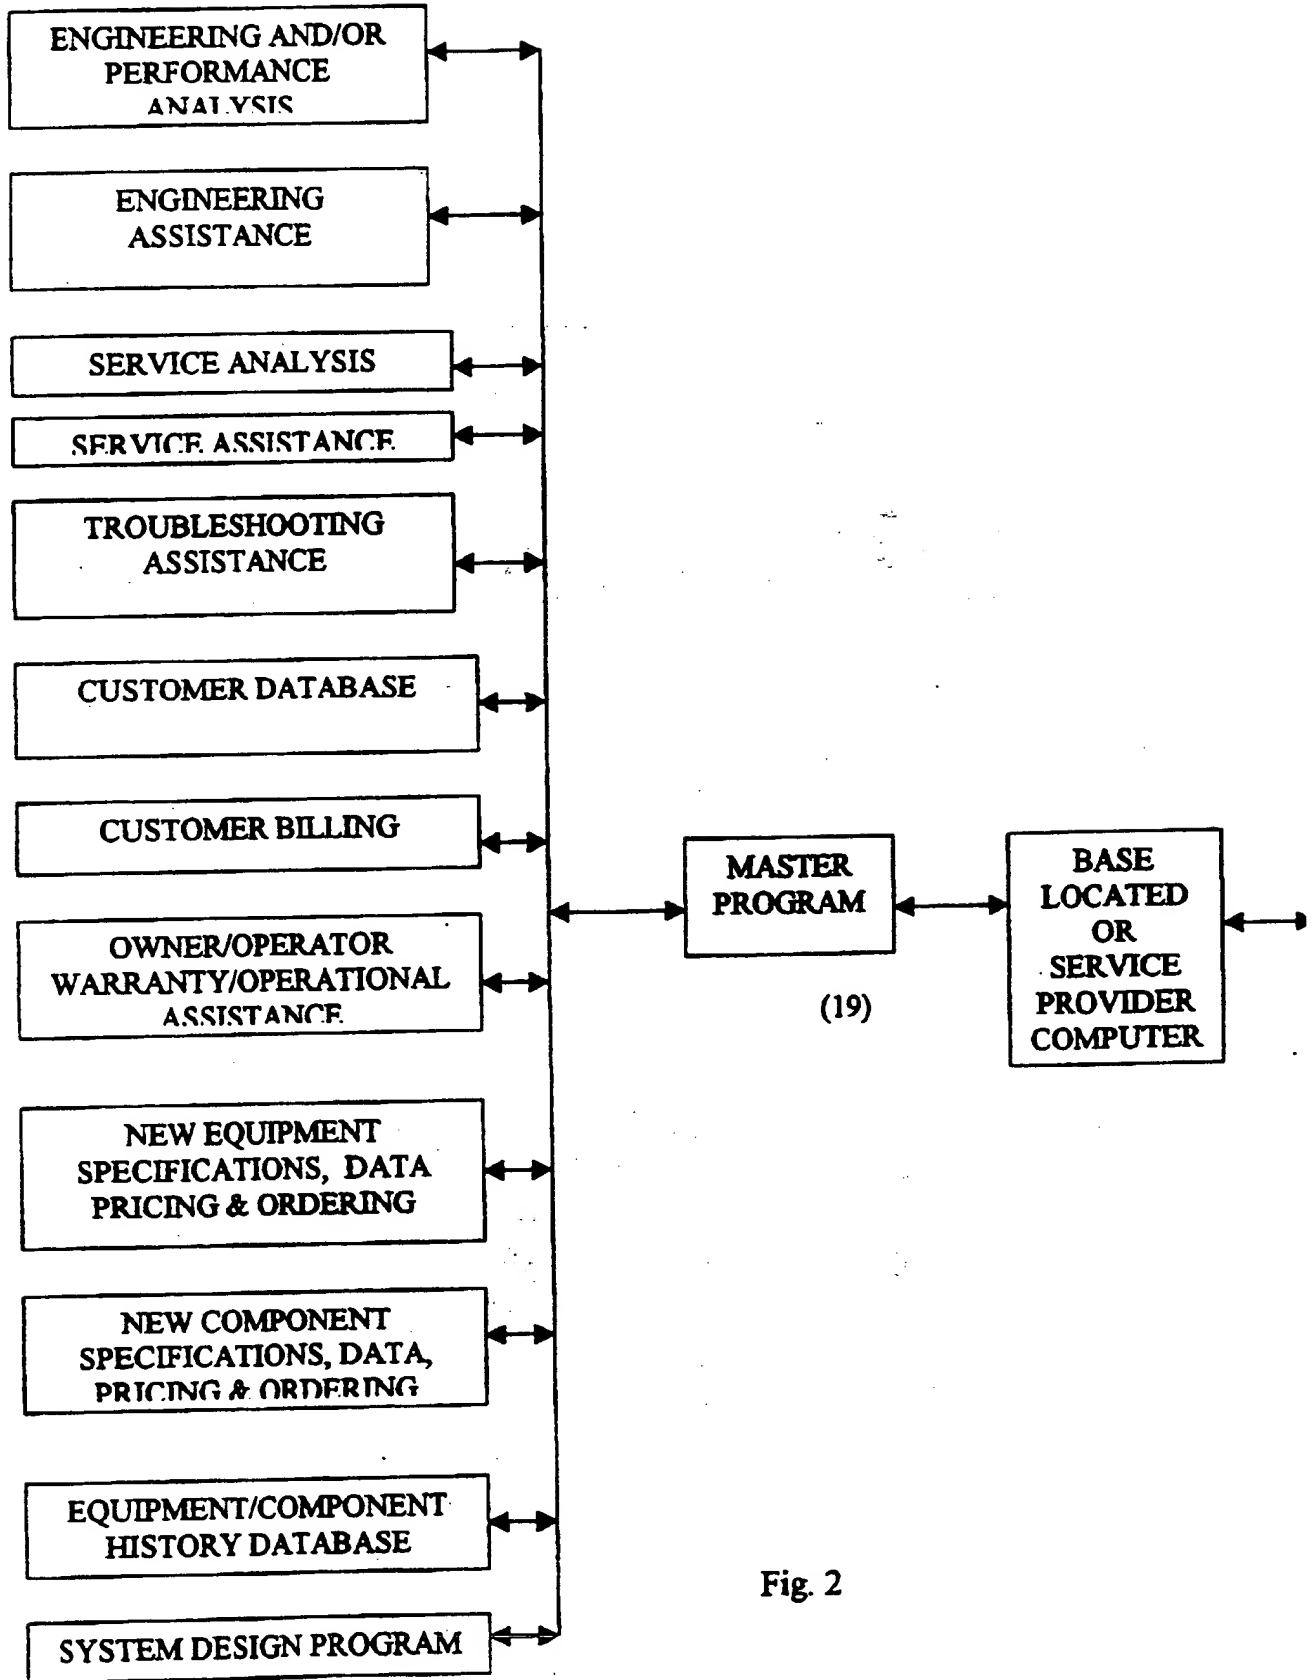 ENGINEERING AND/OR
PERFORMANCE
ANALYSIS
ENGINEERING
ASSISTANCE
SERVICE ANALYSIS
SERVICE ASSISTANCE
TROUBLESHOOTING
ASSISTANCE
CUSTOMER DATABASE
CUSTOMER BILLING
OWNER/OPERATOR
WARRANTY/OPERATIONAL
ASSISTANCE
NEW EQUIPMENT
SPECIFICATIONS, DATA
PRICING & ORDERING
NEW COMPONENT
SPECIFICATIONS, DATA,
PRICING & ORDERING
EQUIPMENT/COMPONENT
HISTORY DATABASE
SYSTEM DESIGN PROGRAM
MASTER
PROGRAM
(19)
BASE
LOCATED
OR
SERVICE
PROVIDER
COMPUTER
Fig. 2